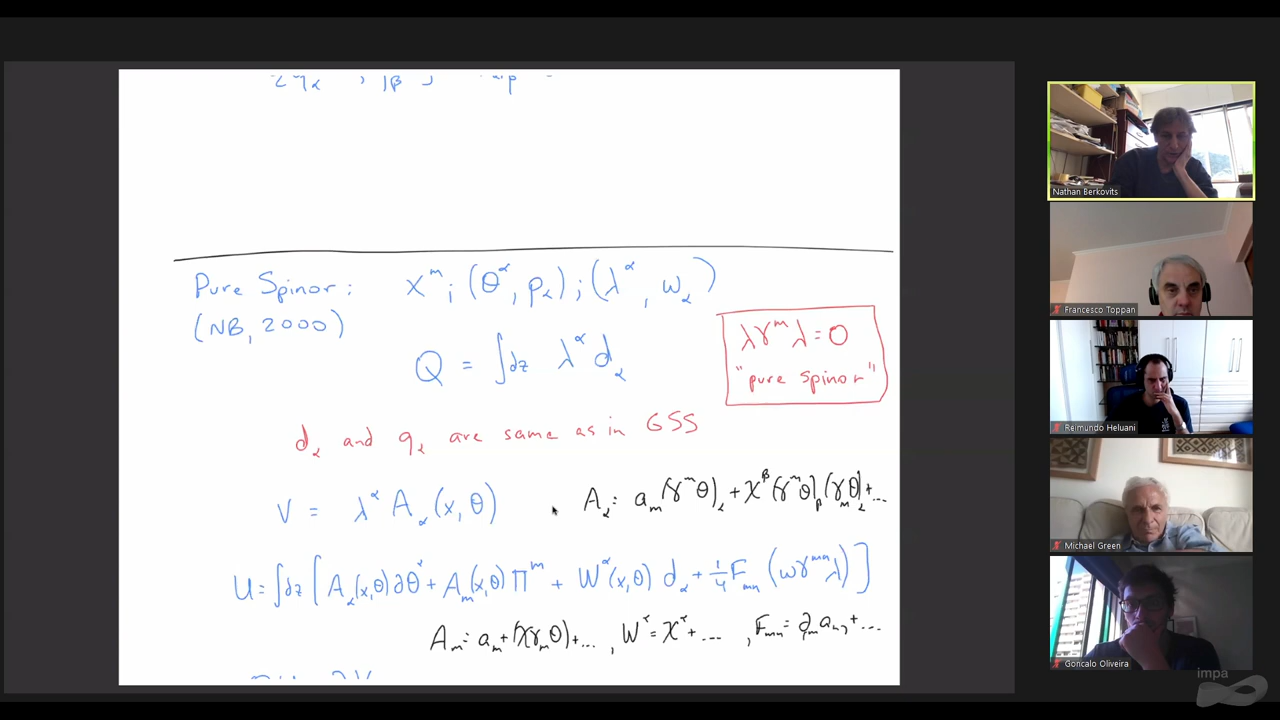 Pure Spinor: x^m; (θ^α, p_α); (λ^α, w_α)
(NB, 2000)
Q = ∫dz λ^α d_α
λγ^m λ = 0
"pure spinor"
d_α and q_α are same as in GSS
V = λ^α A_α(x,θ)
A_α = a_m(γ^m θ)_α + χ^β(γ^m θ)_β(γ_m θ)_α + ...
U = ∫dz [A_α(x,θ)∂θ^α + A_m(x,θ) Π^m + W^α(x,θ) d_α + 1/4 F_mn (wγ^mn λ)]
A_m = a_m + (χγ_m θ) + ... , W^α = χ^α + ... , F_mn = ∂_[m a_n] + ...
Nathan Berkovits
Francesco Toppan
Reimundo Heluani
Michael Green
Goncalo Oliveira
impa